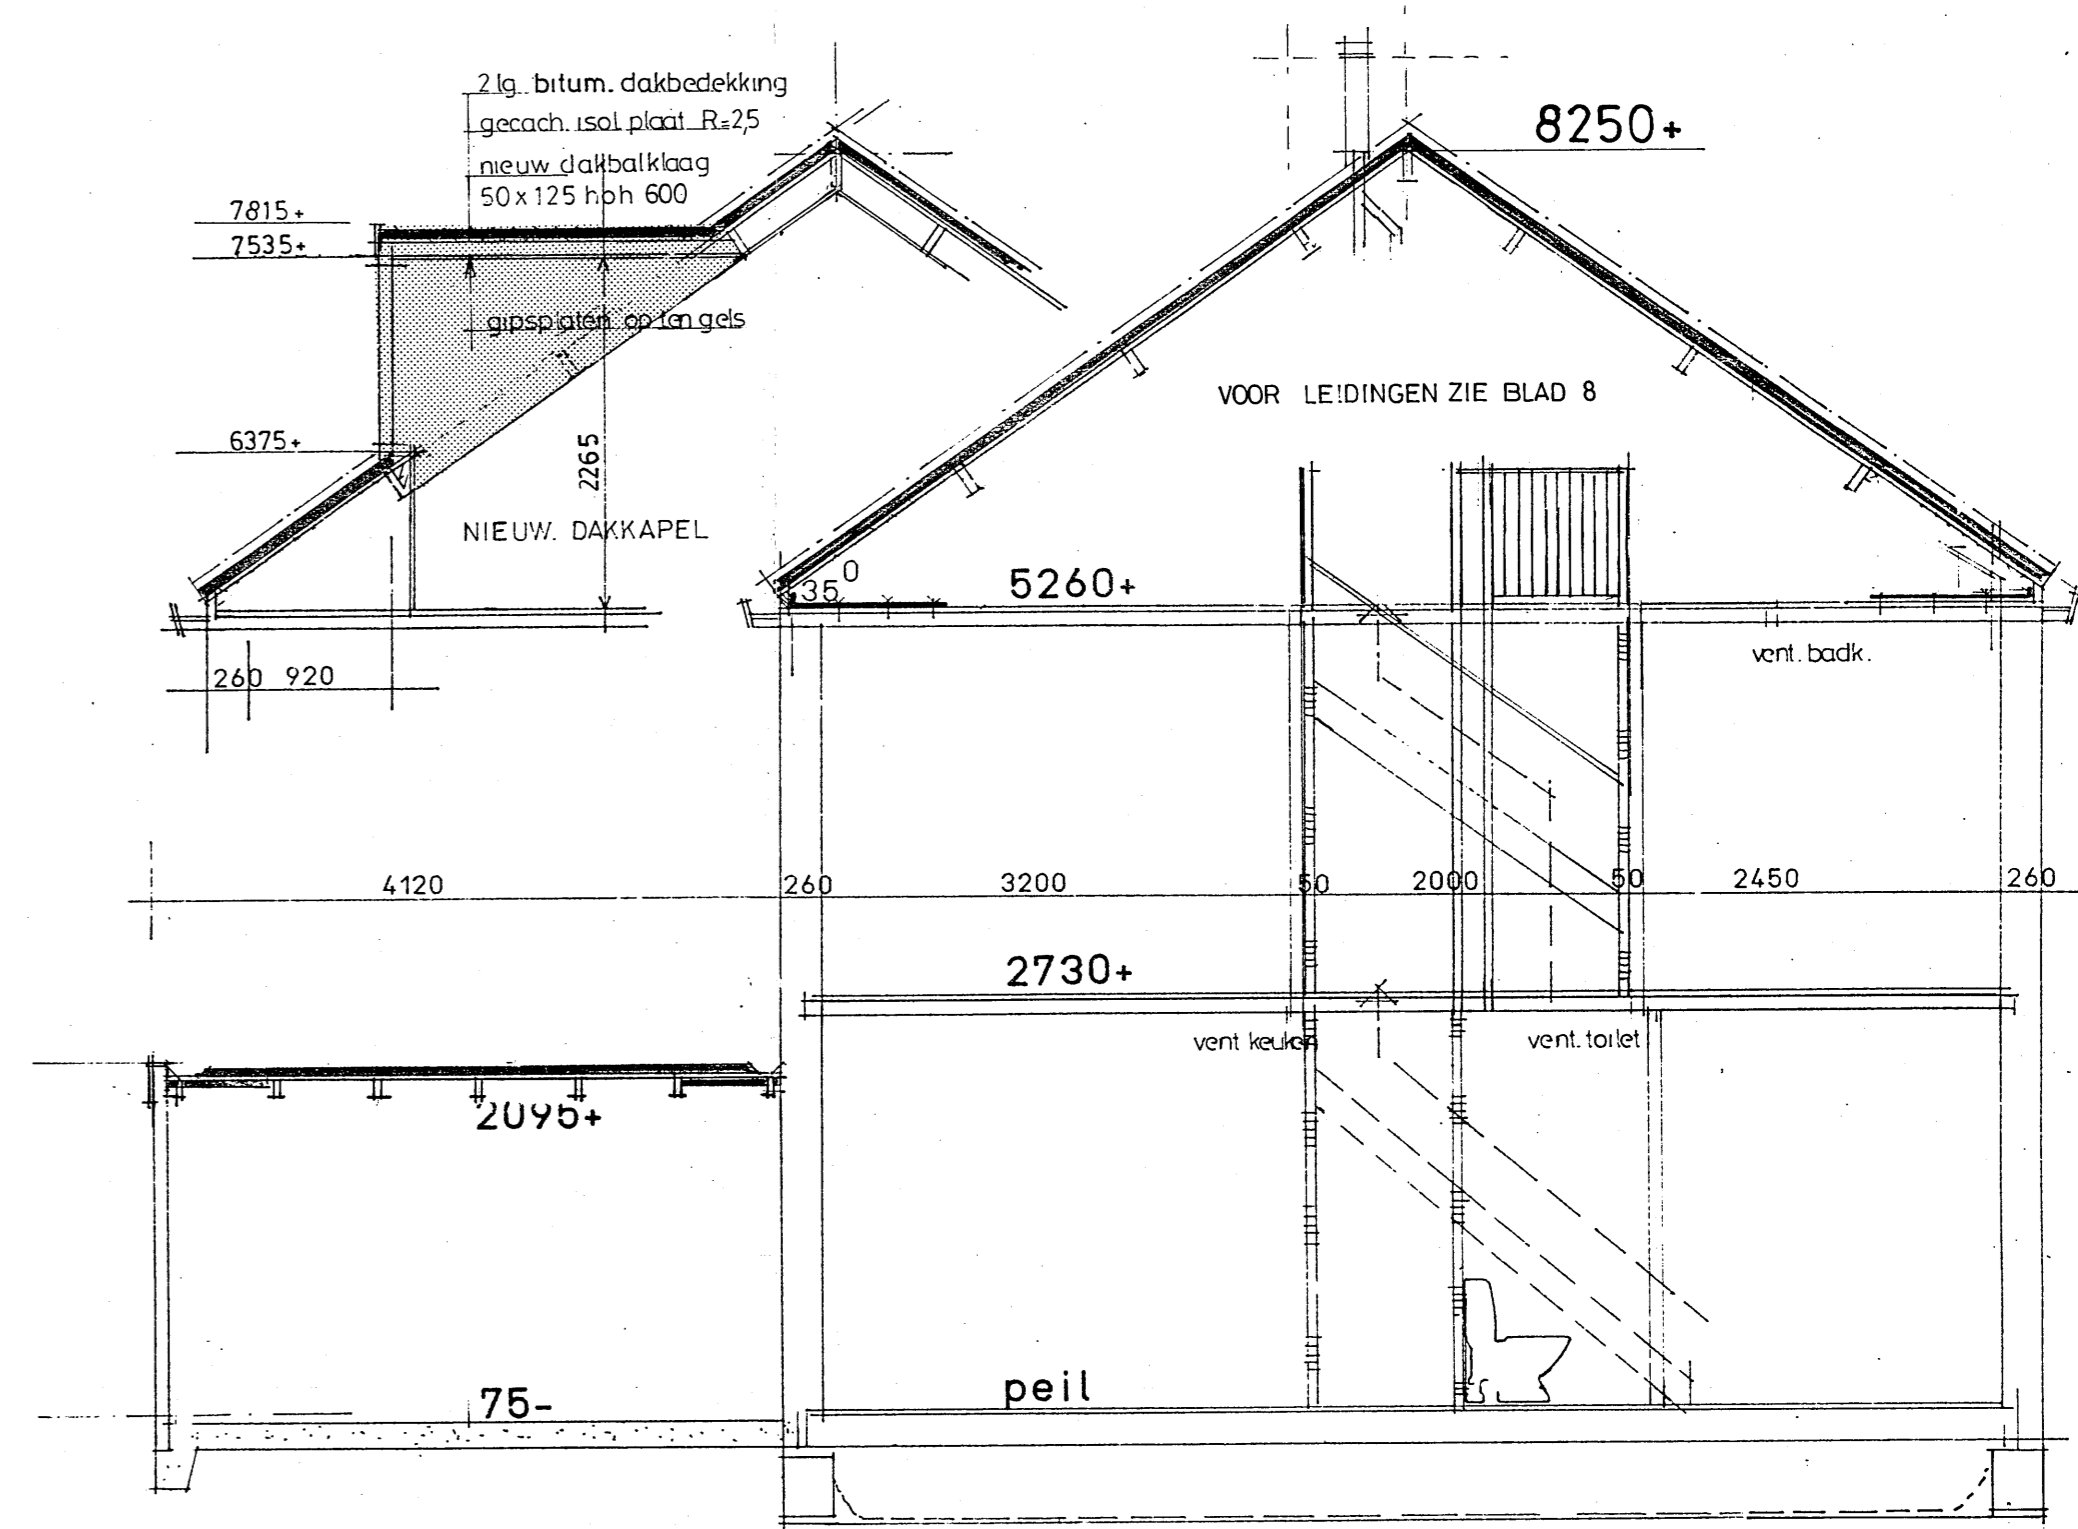 2 lg. bitum. dakbedekking
gecach. isol plaat R=2,5
nieuw dakbalklaag
50 x 125 hoh 600
8250+
7815+
7535+
gipsplaten op tengels
6375+
2265
VOOR LEIDINGEN ZIE BLAD 8
NIEUW. DAKKAPEL
350
5260+
260 920
vent. badk.
4120 260 3200 50 2000 50 2450 260
2730+
vent keuken
vent. toilet
2095+
peil
75-